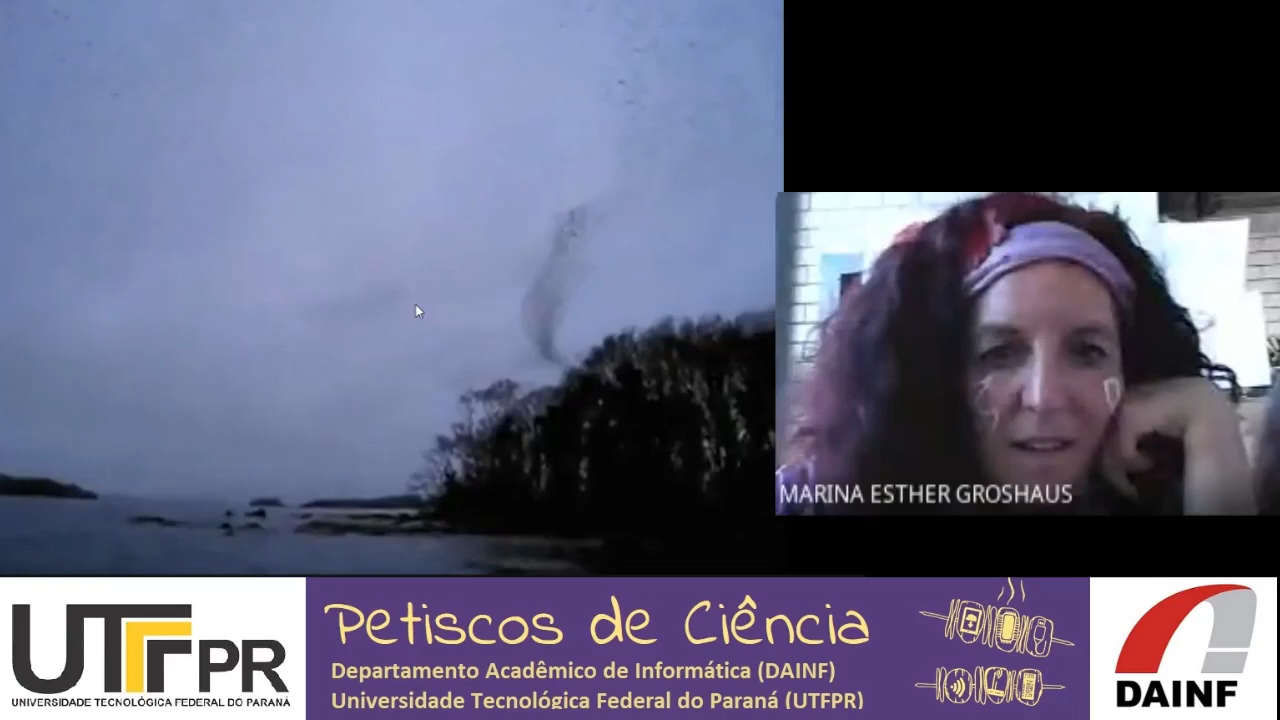 MARINA ESTHER GROSHAUS
UTFPR
UNIVERSIDADE TECNOLÓGICA FEDERAL DO PARANÁ
Petiscos de Ciência
Departamento Acadêmico de Informática (DAINF)
Universidade Tecnológica Federal do Paraná (UTFPR)
DAINF